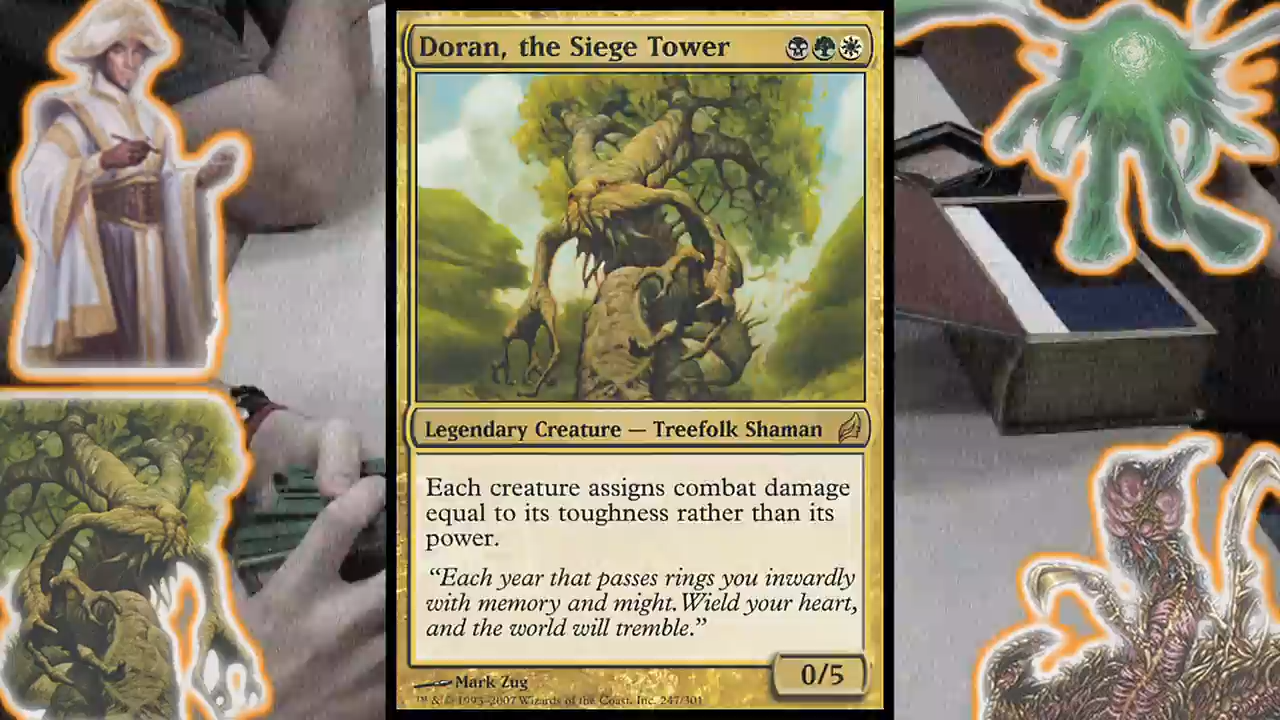 Doran, the Siege Tower
Legendary Creature — Treefolk Shaman
Each creature assigns combat damage
equal to its toughness rather than its
power.
“Each year that passes rings you inwardly
with memory and might. Wield your heart,
and the world will tremble.”
0/5
Mark Zug
™ & © 1993-2007 Wizards of the Coast, Inc. 247/301